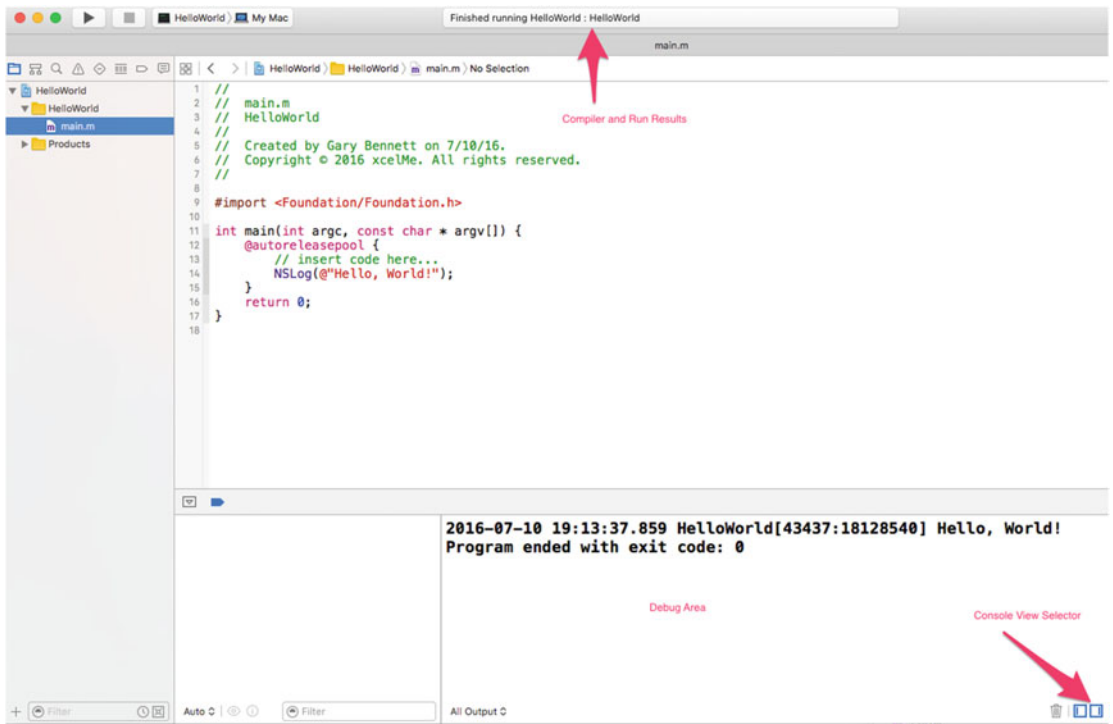 HelloWorld My Mac
Finished running HelloWorld : HelloWorld
main.m
HelloWorld HelloWorld main.m No Selection
HelloWorld
HelloWorld
main.m
Products
Compiler and Run Results
1 //
2 // main.m
3 // HelloWorld
4 //
5 // Created by Gary Bennett on 7/10/16.
6 // Copyright © 2016 xcelMe. All rights reserved.
7 //
8
9 #import <Foundation/Foundation.h>
10
11 int main(int argc, const char * argv[]) {
12 @autoreleasepool {
13 // insert code here...
14 NSLog(@"Hello, World!");
15 }
16 return 0;
17 }
18
2016-07-10 19:13:37.859 HelloWorld[43437:18128540] Hello, World!
Program ended with exit code: 0
Debug Area
Console View Selector
Filter
Auto
Filter
All Output